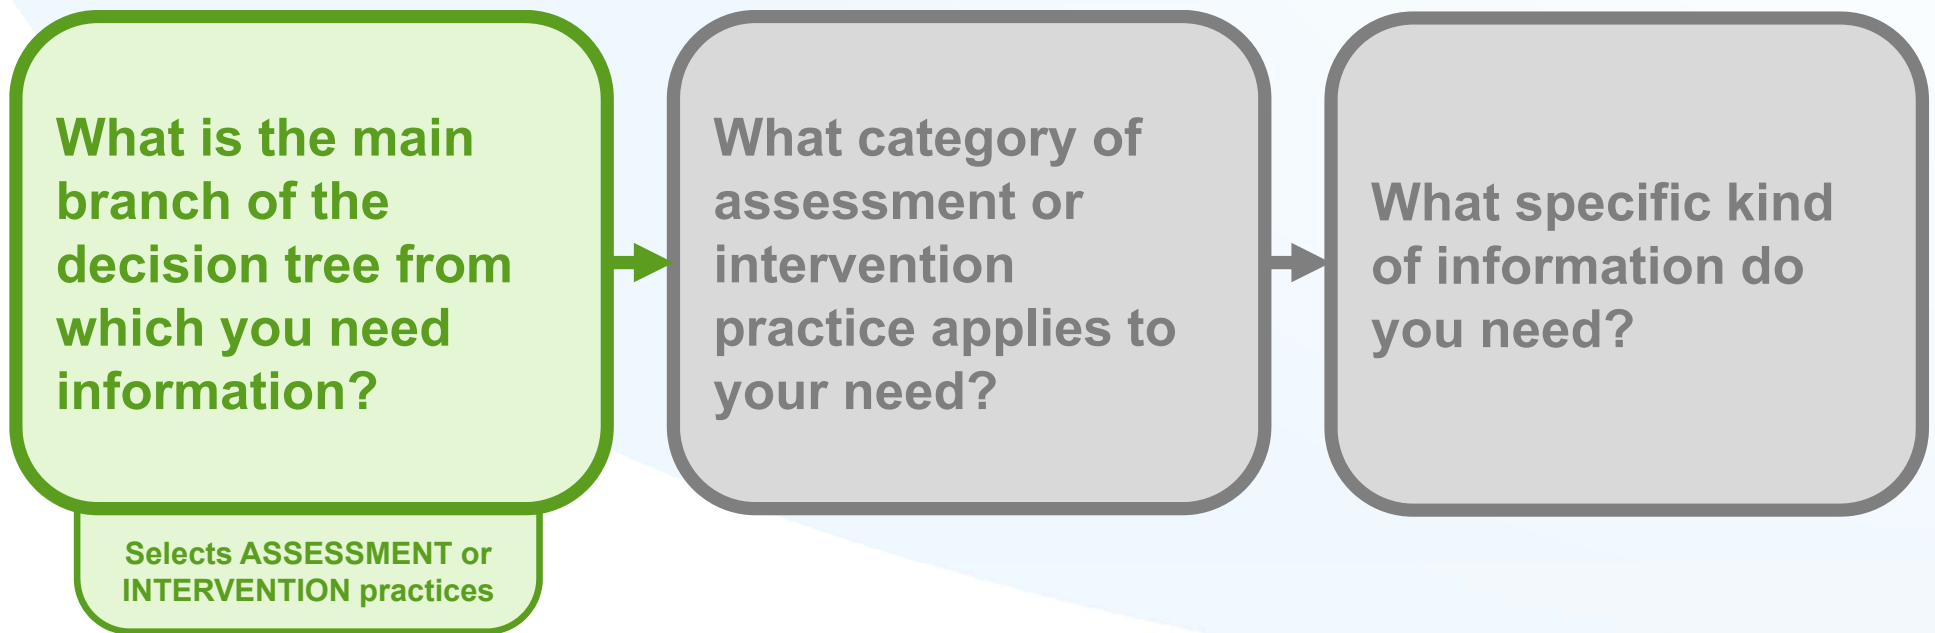 What is the main
branch of the
decision tree from
which you need
information?
Selects ASSESSMENT or
INTERVENTION practices
What category of
assessment or
intervention
practice applies to
your need?
What specific kind
of information do
you need?